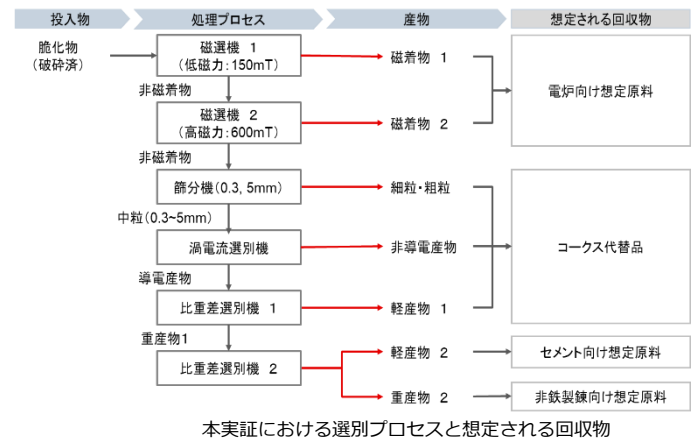 投入物
処理プロセス
産物
想定される回収物
脆化物
（破砕済）
磁選機 1
（低磁力：150mT）
磁着物 1
非磁着物
電炉向け想定原料
磁選機 2
（高磁力：600mT）
磁着物 2
非磁着物
篩分機（0.3, 5mm）
細粒・粗粒
中粒（0.3~5mm）
渦電流選別機
非導電産物
コークス代替品
導電産物
比重差選別機 1
軽産物 1
重産物1
比重差選別機 2
軽産物 2
セメント向け想定原料
重産物 2
非鉄製錬向け想定原料
本実証における選別プロセスと想定される回収物